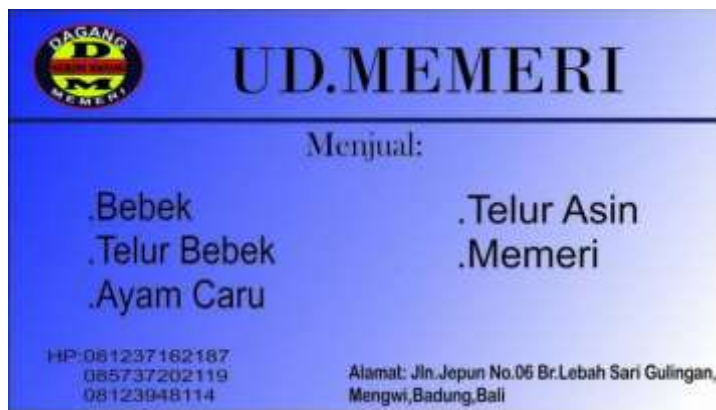 DAGANG
DM
MEMERI
UD.MEMERI
Menjual:
.Bebek
.Telur Bebek
.Ayam Caru
.Telur Asin
.Memeri
HP:081237162187
085737202119
08123948114
Alamat: Jln.Jepun No.06 Br.Lebah Sari Gulingan,
Mengwi,Badung,Bali